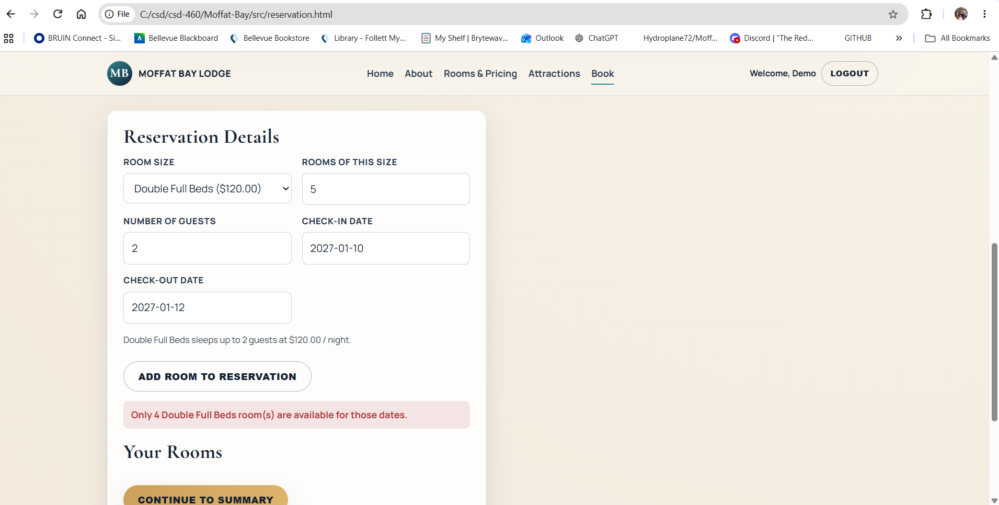 File C:/csd/csd-460/Moffat-Bay/src/reservation.html
BRUIN Connect - Si... Bellevue Blackboard Bellevue Bookstore Library - Follett My... My Shelf | Brytewav... Outlook ChatGPT Hydroplane72/Moff... Discord | "The Red... GITHUB » All Bookmarks
MB MOFFAT BAY LODGE Home About Rooms & Pricing Attractions Book Welcome, Demo LOGOUT
Reservation Details
ROOM SIZE ROOMS OF THIS SIZE
Double Full Beds ($120.00) 5
NUMBER OF GUESTS CHECK-IN DATE
2 2027-01-10
CHECK-OUT DATE
2027-01-12
Double Full Beds sleeps up to 2 guests at $120.00 / night.
ADD ROOM TO RESERVATION
Only 4 Double Full Beds room(s) are available for those dates.
Your Rooms
CONTINUE TO SUMMARY